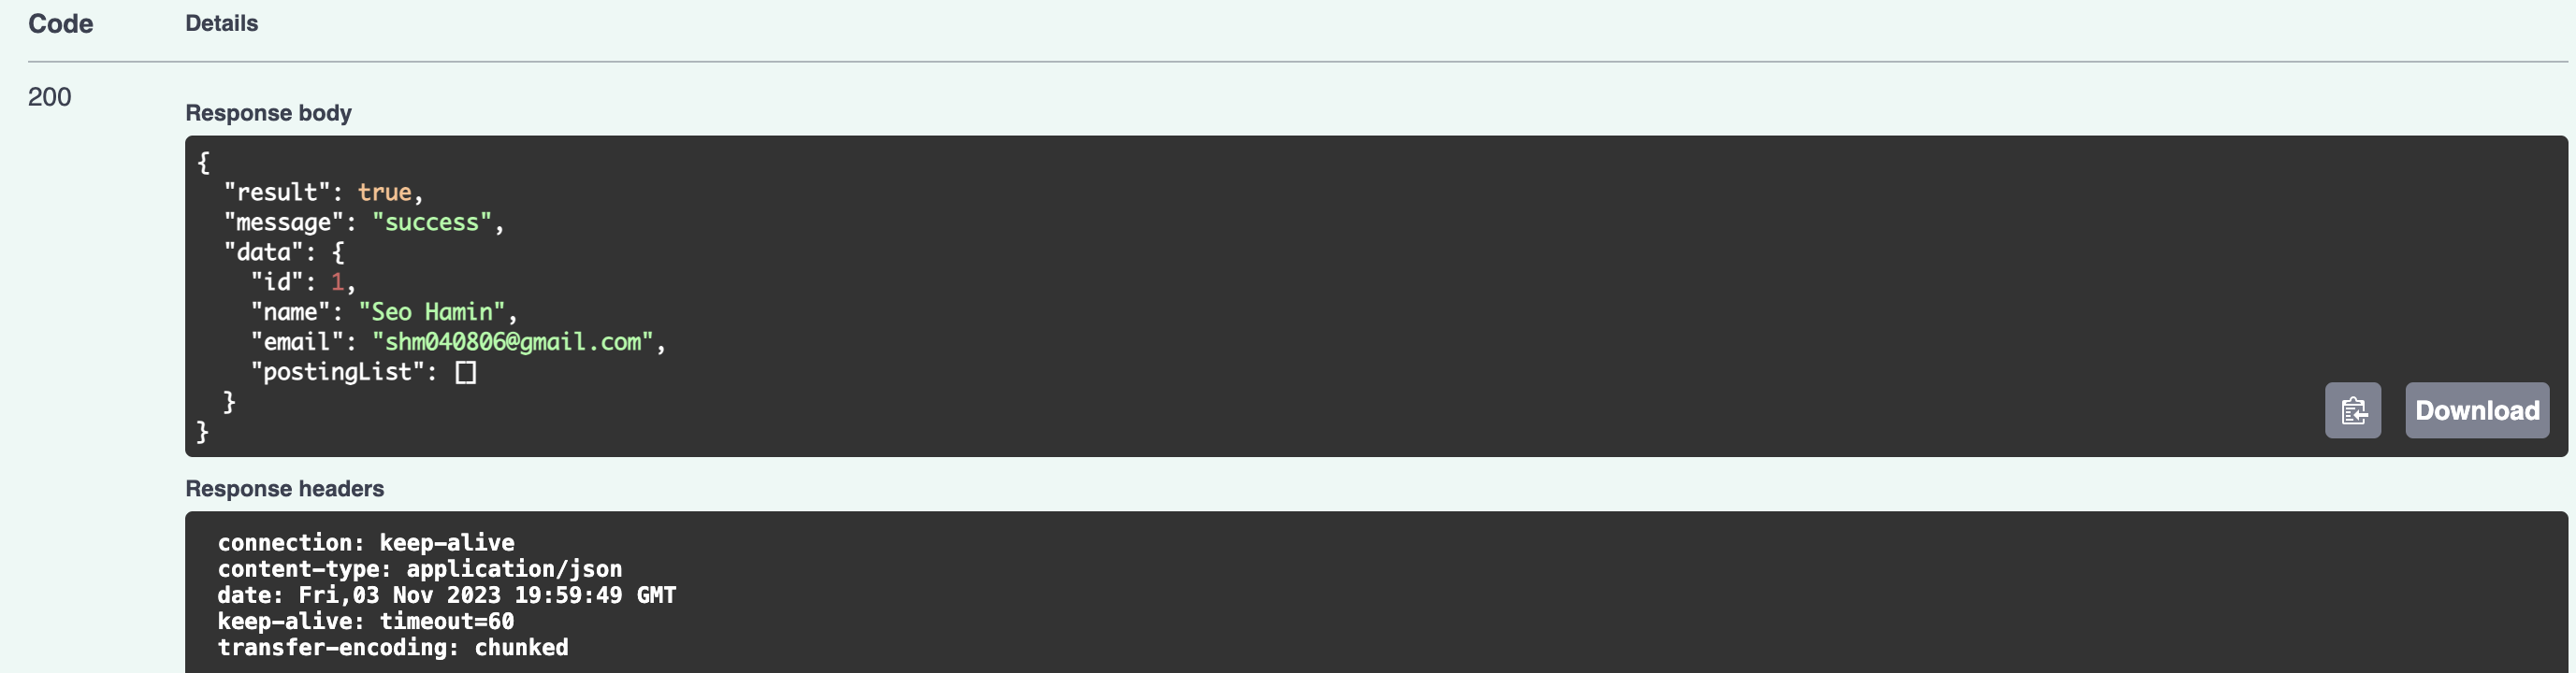 Code Details
200
Response body
{
  "result": true,
  "message": "success",
  "data": {
    "id": 1,
    "name": "Seo Hamin",
    "email": "shm040806@gmail.com",
    "postingList": []
  }
}
Download
Response headers
connection: keep-alive
content-type: application/json
date: Fri,03 Nov 2023 19:59:49 GMT
keep-alive: timeout=60
transfer-encoding: chunked